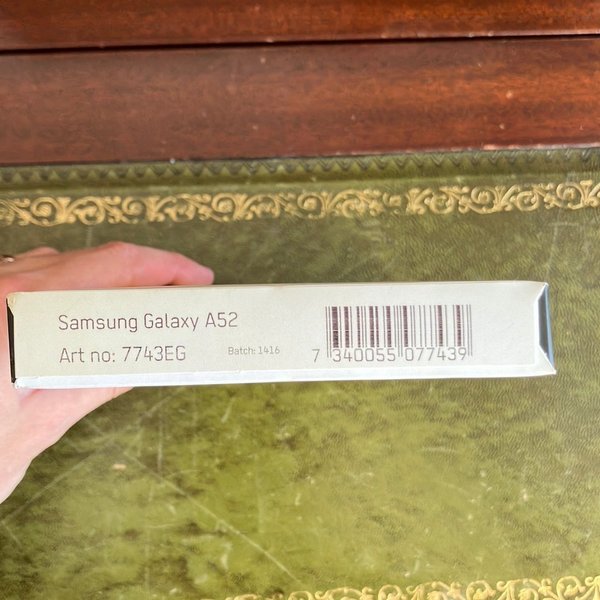 Samsung Galaxy A52
Art no: 7743EG
Batch: 1416
7 340055 077439